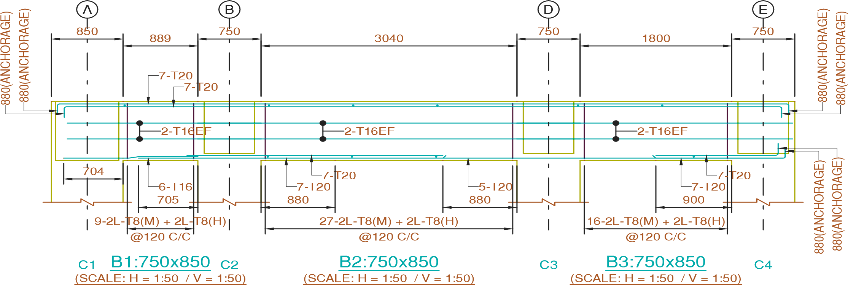 A B D E
850 889 750 3040 750 1800 750
880(ANCHORAGE) 880(ANCHORAGE) 880(ANCHORAGE) 880(ANCHORAGE)
7-T20
7-T20
2-T16EF 2-T16EF 2-T16EF
704 7-T20 7-T20
6-T16 7-T20 5-T20 7-T20
705 880 880 900
880(ANCHORAGE) 880(ANCHORAGE)
9-2L-T8(M) + 2L-T8(H) 27-2L-T8(M) + 2L-T8(H) 16-2L-T8(M) + 2L-T8(H)
@120 C/C @120 C/C @120 C/C
C1 B1:750x850 C2 B2:750x850 C3 B3:750x850 C4
(SCALE: H = 1:50 / V = 1:50) (SCALE: H = 1:50 / V = 1:50) (SCALE: H = 1:50 / V = 1:50)